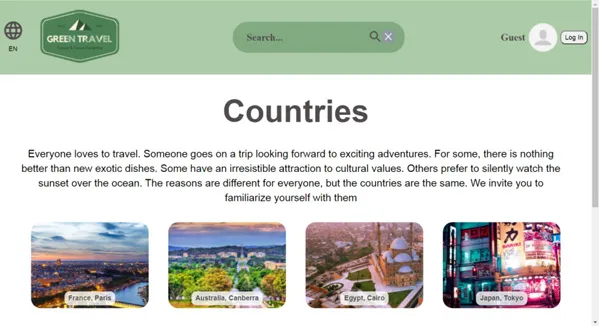 EN
GREEN TRAVEL
Search...
Guest
Log In
Countries
Everyone loves to travel. Someone goes on a trip looking forward to exciting adventures. For some, there is nothing
better than new exotic dishes. Some have an irresistible attraction to cultural values. Others prefer to silently watch the
sunset over the ocean. The reasons are different for everyone, but the countries are the same. We invite you to
familiarize yourself with them
France, Paris
Australia, Canberra
Egypt, Cairo
Japan, Tokyo